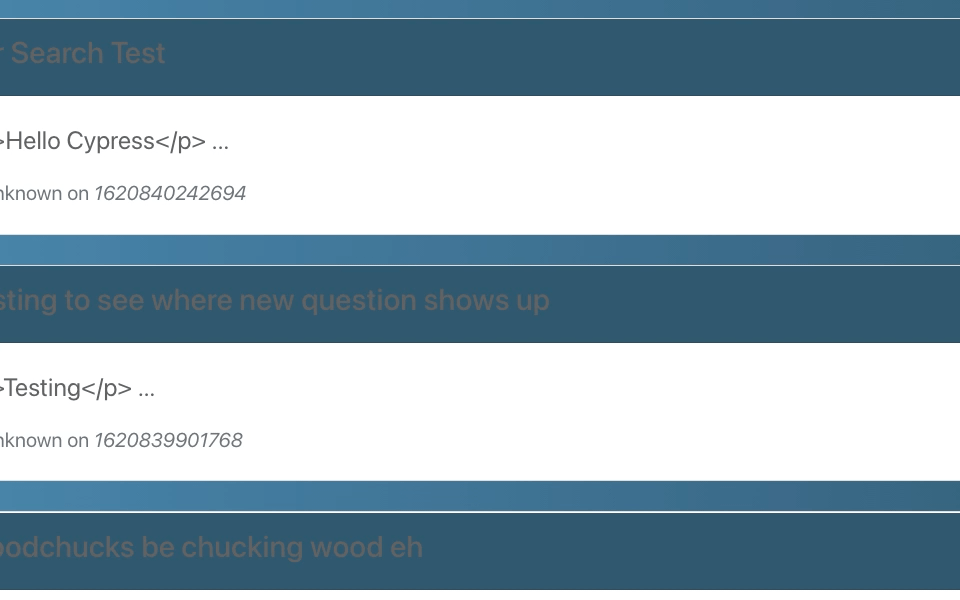 Search Test
>Hello Cypress</p> ...
nknown on 1620840242694
sting to see where new question shows up
>Testing</p> ...
nknown on 1620839901768
oodchucks be chucking wood eh